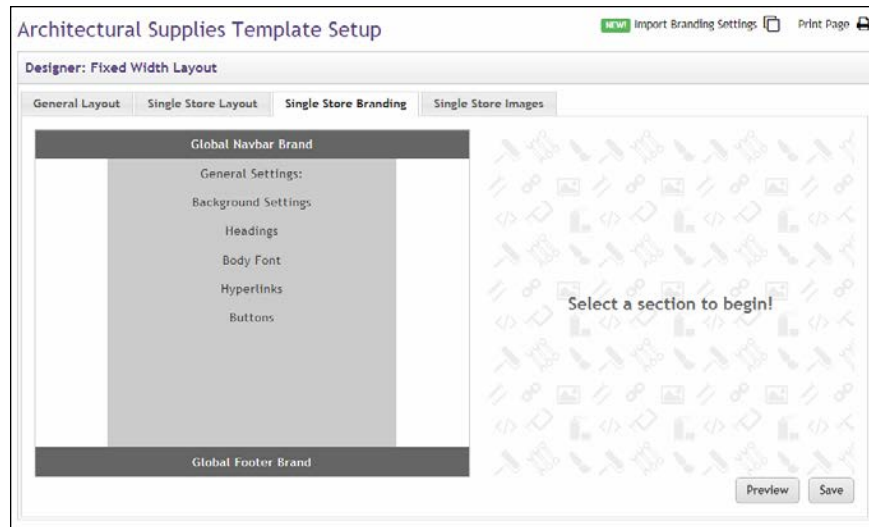 Architectural Supplies Template Setup
NEW! Import Branding Settings Print Page
Designer: Fixed Width Layout
General Layout Single Store Layout Single Store Branding Single Store Images
Global Navbar Brand
General Settings:
Background Settings
Headings
Body Font
Hyperlinks
Buttons
Select a section to begin!
Global Footer Brand
Preview Save